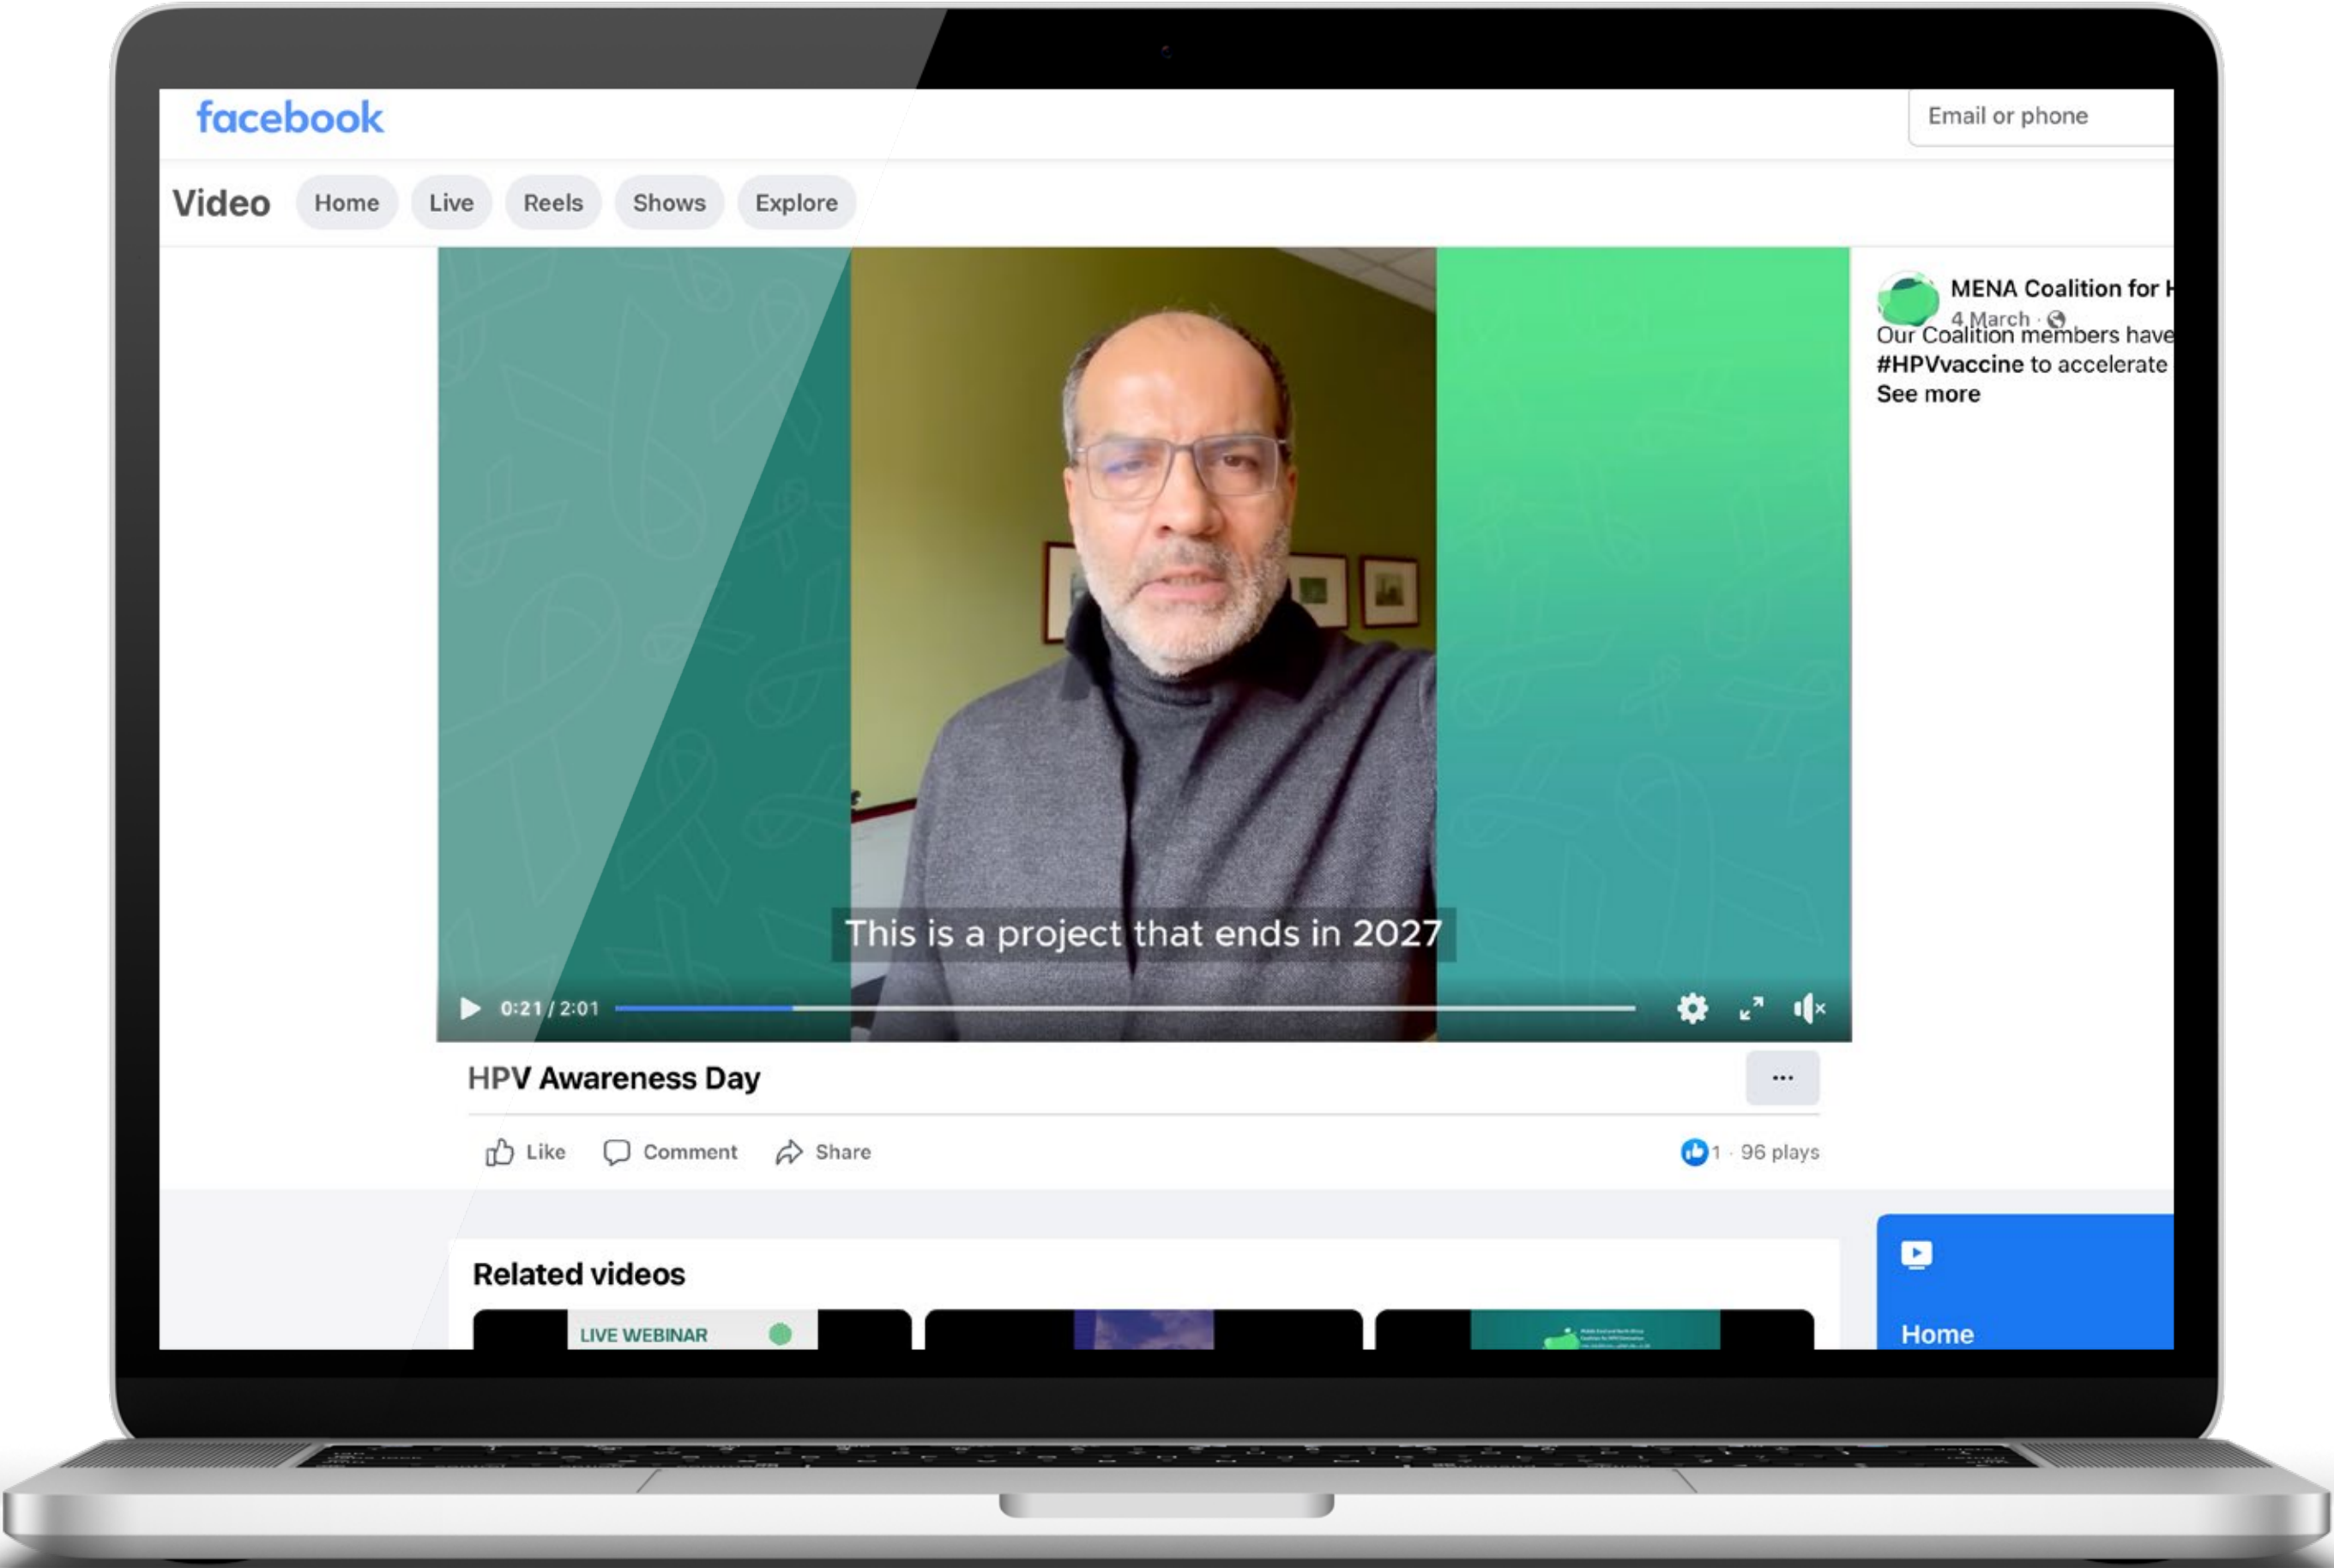 facebook
Email or phone
Video
Home
Live
Reels
Shows
Explore
MENA Coalition for H
4 March
Our Coalition members have
#HPVvaccine to accelerate
See more
This is a project that ends in 2027
0:21 / 2:01
HPV Awareness Day
Like
Comment
Share
1 · 96 plays
Related videos
LIVE WEBINAR
Home